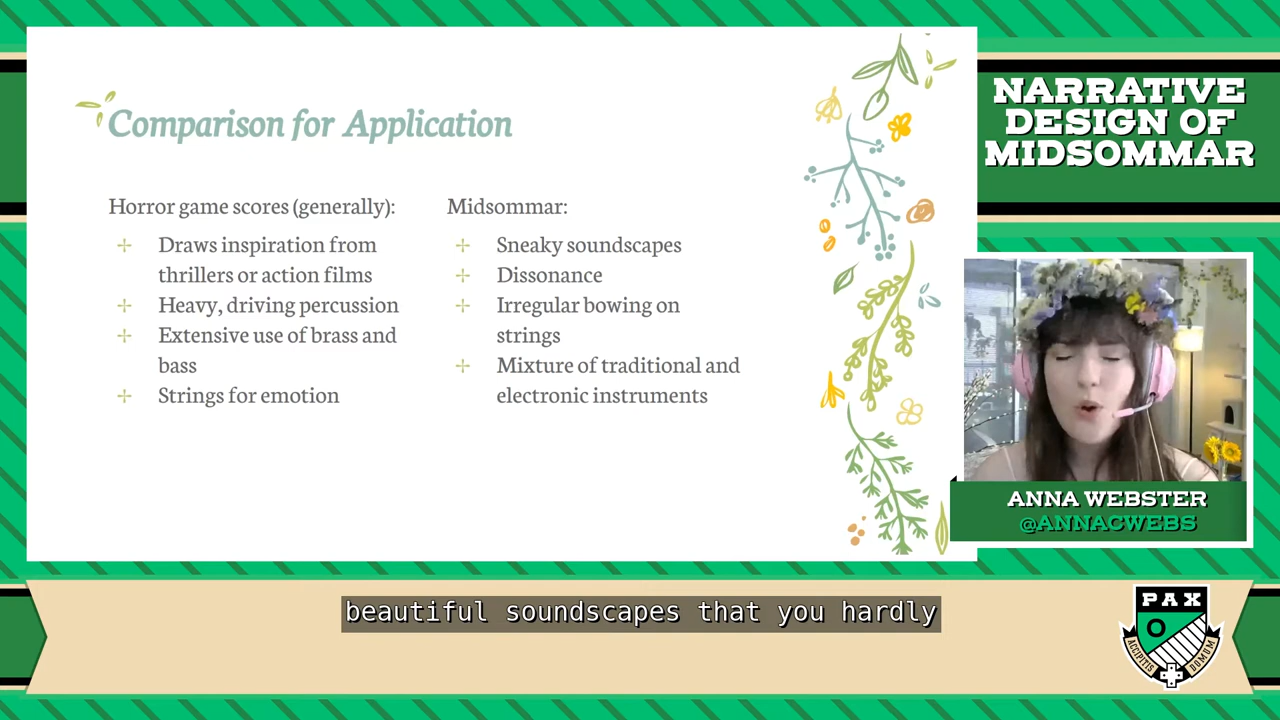 Comparison for Application
Horror game scores (generally):
Draws inspiration from
thrillers or action films
Heavy, driving percussion
Extensive use of brass and
bass
Strings for emotion
Midsommar:
Sneaky soundscapes
Dissonance
Irregular bowing on
strings
Mixture of traditional and
electronic instruments
NARRATIVE
DESIGN OF
MIDSOMMAR
ANNA WEBSTER
@ANNACWEBS
beautiful soundscapes that you hardly
PAX
O
ACCIPITIS
DOMUM